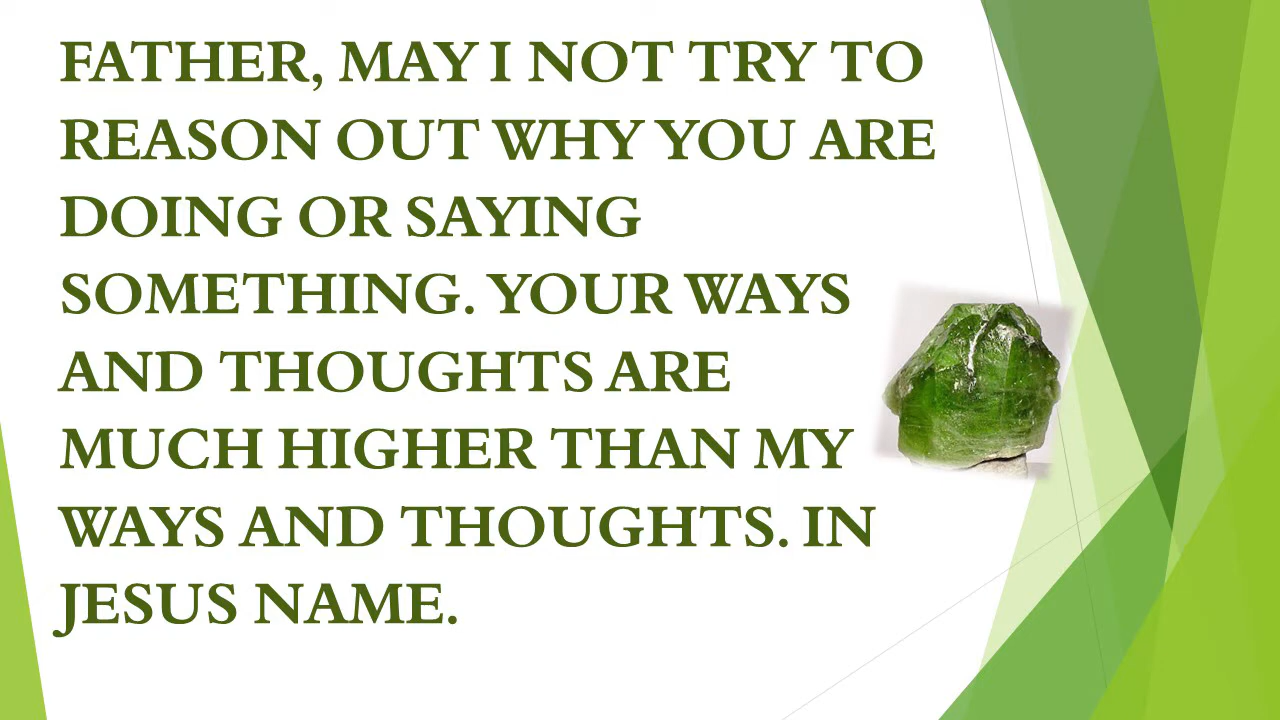 FATHER, MAY I NOT TRY TO
REASON OUT WHY YOU ARE
DOING OR SAYING
SOMETHING. YOUR WAYS
AND THOUGHTS ARE
MUCH HIGHER THAN MY
WAYS AND THOUGHTS. IN
JESUS NAME.